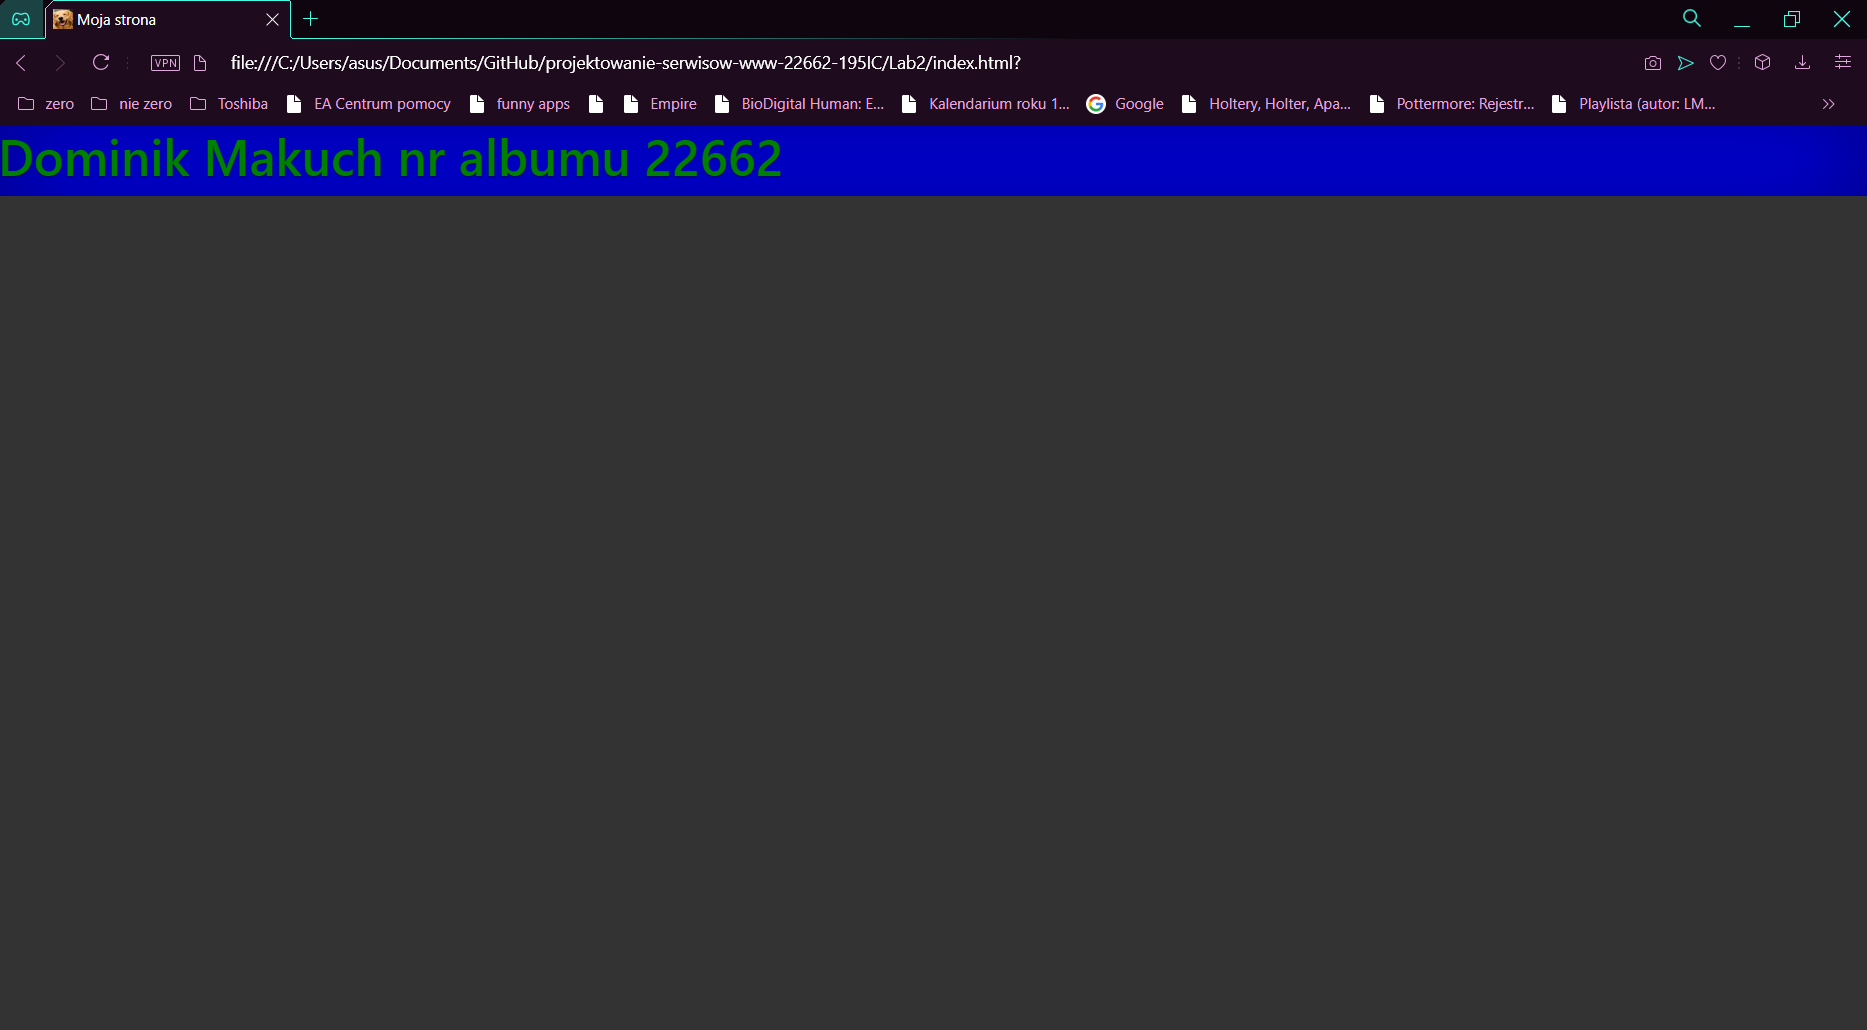 Moja strona
VPN file:///C:/Users/asus/Documents/GitHub/projektowanie-serwisow-www-22662-195IC/Lab2/index.html?
zero nie zero Toshiba EA Centrum pomocy funny apps Empire BioDigital Human: E... Kalendarium roku 1... Google Holtery, Holter, Apa... Pottermore: Rejestr... Playlista (autor: LM...
Dominik Makuch nr albumu 22662